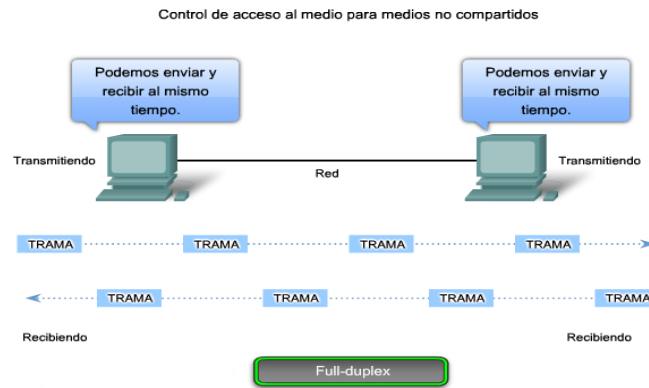 Control de acceso al medio para medios no compartidos
Podemos enviar y
recibir al mismo
tiempo.
Podemos enviar y
recibir al mismo
tiempo.
Transmitiendo
Red
Transmitiendo
TRAMA TRAMA TRAMA TRAMA
TRAMA TRAMA TRAMA TRAMA
Recibiendo
Recibiendo
Full-duplex